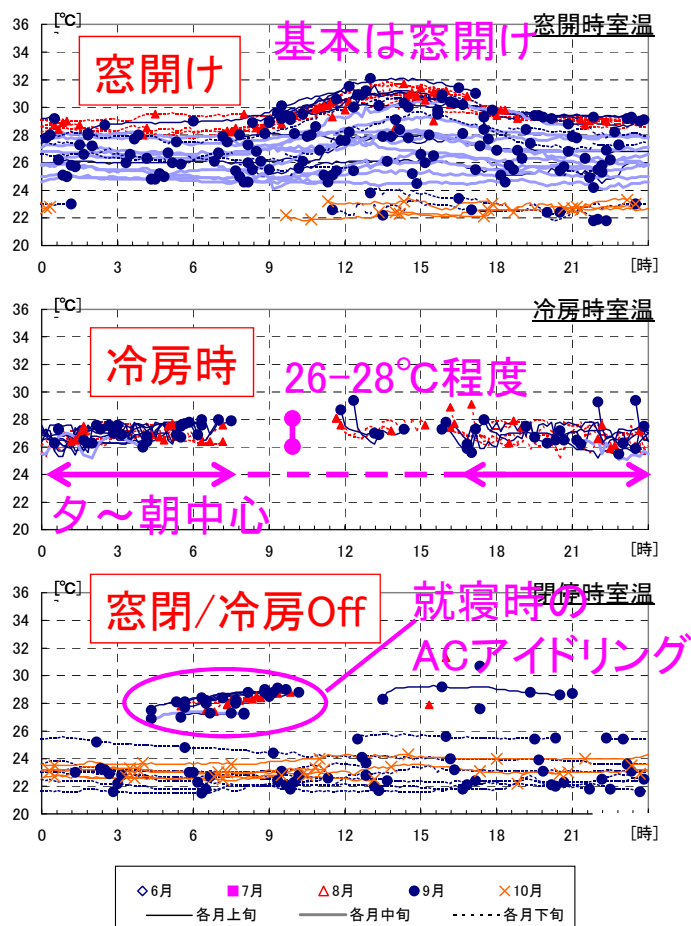 [℃]
窓開時室温
基本は窓開け
窓開け
36
34
32
30
28
26
24
22
20
0 3 6 9 12 15 18 21 [時]
[℃]
冷房時室温
冷房時
26-28℃程度
夕～朝中心
36
34
32
30
28
26
24
22
20
0 3 6 9 12 15 18 21 [時]
[℃]
閉停時室温
窓閉/冷房Off
就寝時の
ACアイドリング
36
34
32
30
28
26
24
22
20
0 3 6 9 12 15 18 21 [時]
6月 7月 8月 9月 10月
各月上旬 各月中旬 各月下旬